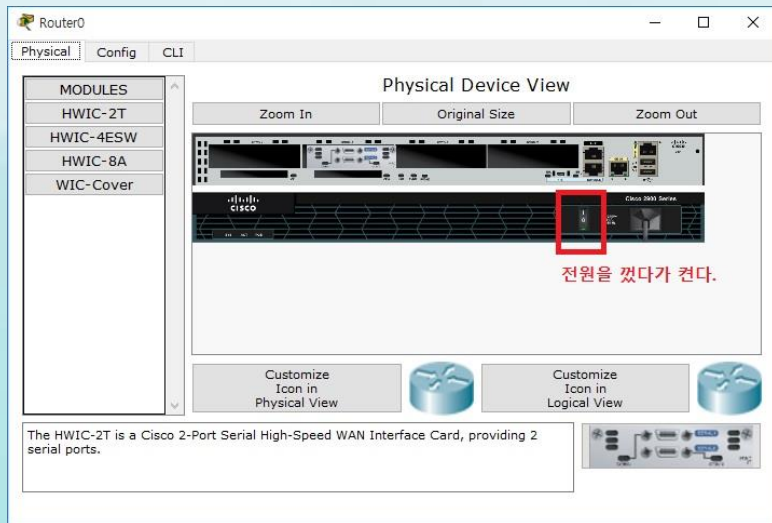 Router0
Physical Config CLI
MODULES
HWIC-2T
HWIC-4ESW
HWIC-8A
WIC-Cover
Physical Device View
Zoom In Original Size Zoom Out
CISCO
Cisco 2900 Series
전원을 껐다가 켠다.
Customize
Icon in
Physical View
Customize
Icon in
Logical View
The HWIC-2T is a Cisco 2-Port Serial High-Speed WAN Interface Card, providing 2
serial ports.